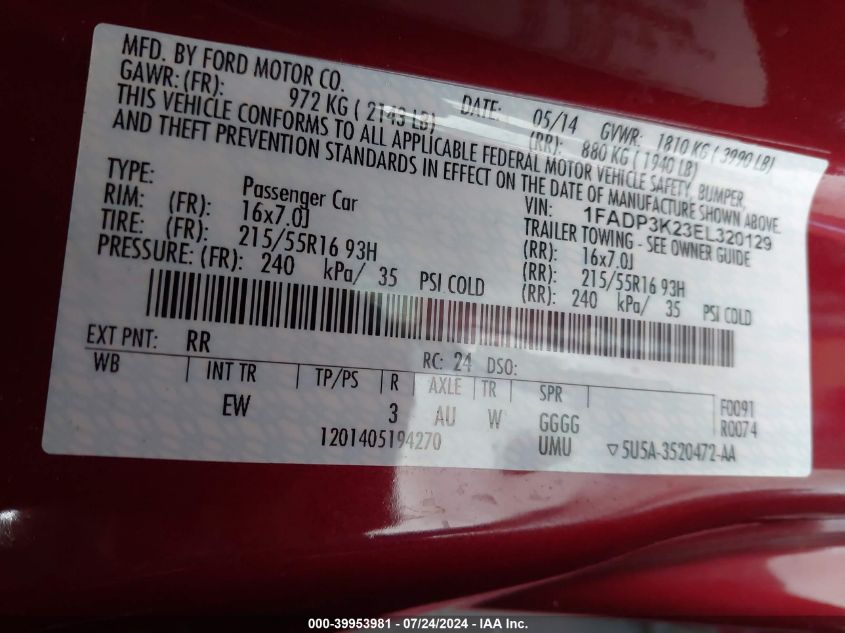 MFD. BY FORD MOTOR CO.
DATE: 05/14 GVWR: 1810 KG ( 3990 LB)
GAWR: (FR): 972 KG ( 2143 LB) (RR): 880 KG ( 1940 LB)
THIS VEHICLE CONFORMS TO ALL APPLICABLE FEDERAL MOTOR VEHICLE SAFETY, BUMPER,
AND THEFT PREVENTION STANDARDS IN EFFECT ON THE DATE OF MANUFACTURE SHOWN ABOVE.
VIN: 1FADP3K23EL320129
TYPE: Passenger Car TRAILER TOWING - SEE OWNER GUIDE
RIM: (FR): 16x7.0J (RR): 16x7.0J
TIRE: (FR): 215/55R16 93H (RR): 215/55R16 93H
PRESSURE: (FR): 240 kPa/ 35 PSI COLD (RR): 240 kPa/ 35 PSI COLD
EXT PNT: RR RC: 24 DSO:
WB INT TR TP/PS R AXLE TR SPR F0091
EW 3 AU W GGGG R0074
1201405194270 UMU ▽5U5A-3520472-AA
000-39953981 - 07/24/2024 - IAA Inc.